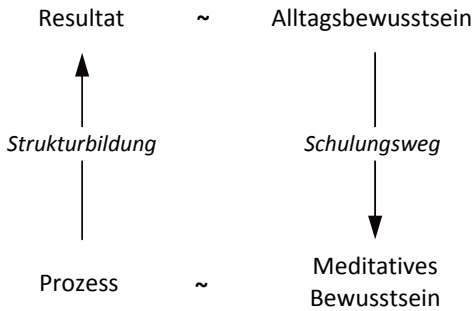 Resultat ~ Alltagsbewusstsein
Strukturbildung Schulungsweg
Prozess ~ Meditatives
Bewusstsein